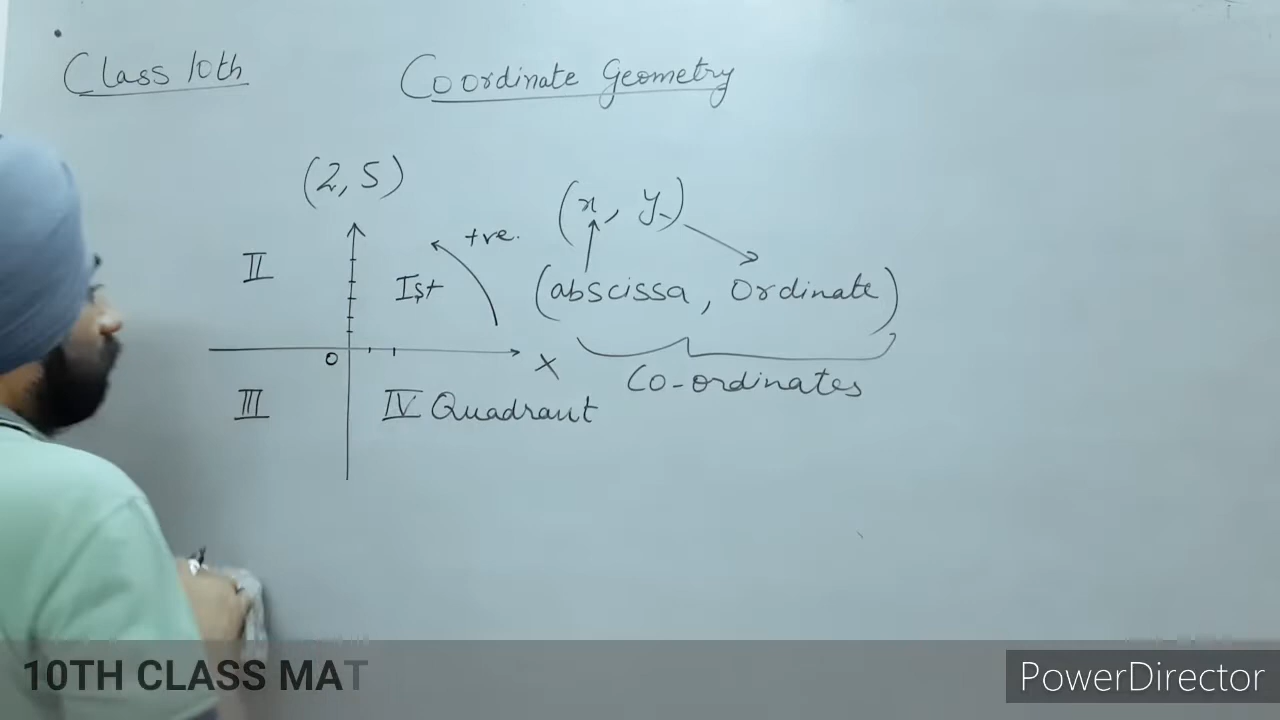 Class 10th
Coordinate Geometry
(2, 5)
(x, y)
+ve.
II
Ist
(abscissa, Ordinate)
0
X
Co-ordinates
III
IV Quadrant
10TH CLASS MAT
PowerDirector